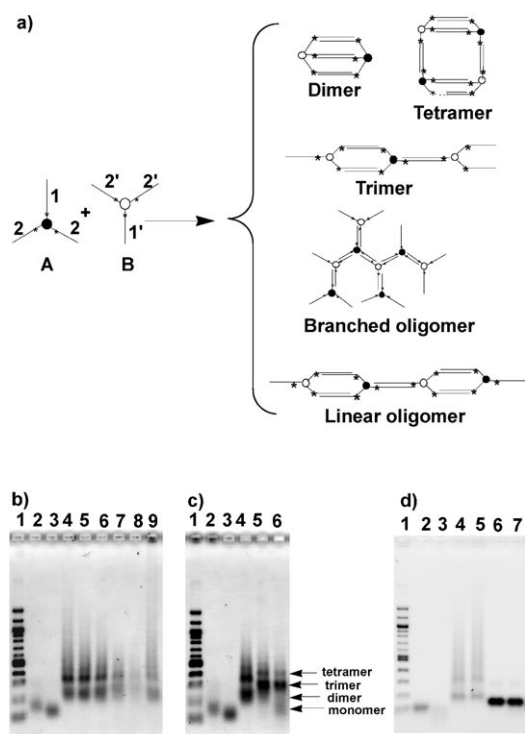 a)
Dimer
Tetramer
Trimer
1
2
2
A
+
2'
2'
1'
B
Branched oligomer
Linear oligomer
b)
1 2 3 4 5 6 7 8 9
c)
1 2 3 4 5 6
d)
1 2 3 4 5 6 7
tetramer
trimer
dimer
monomer